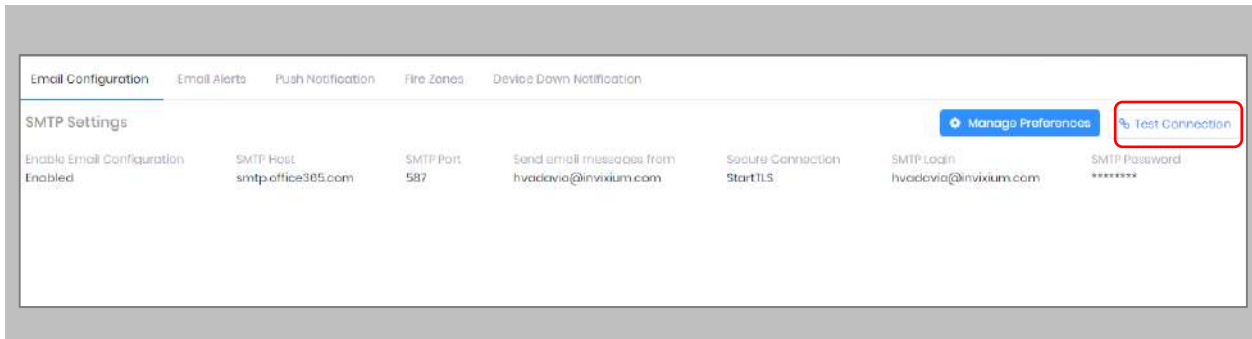 Email Configuration Email Alerts Push Notification Fire Zones Device Down Notification
SMTP Settings Manage Preferences Test Connection
Enable Email Configuration SMTP Host SMTP Port Send email messages from Secure Connection SMTP Login SMTP Password
Enabled smtp.office365.com 587 hvadavia@invixium.com StartTLS hvadavia@invixium.com ********